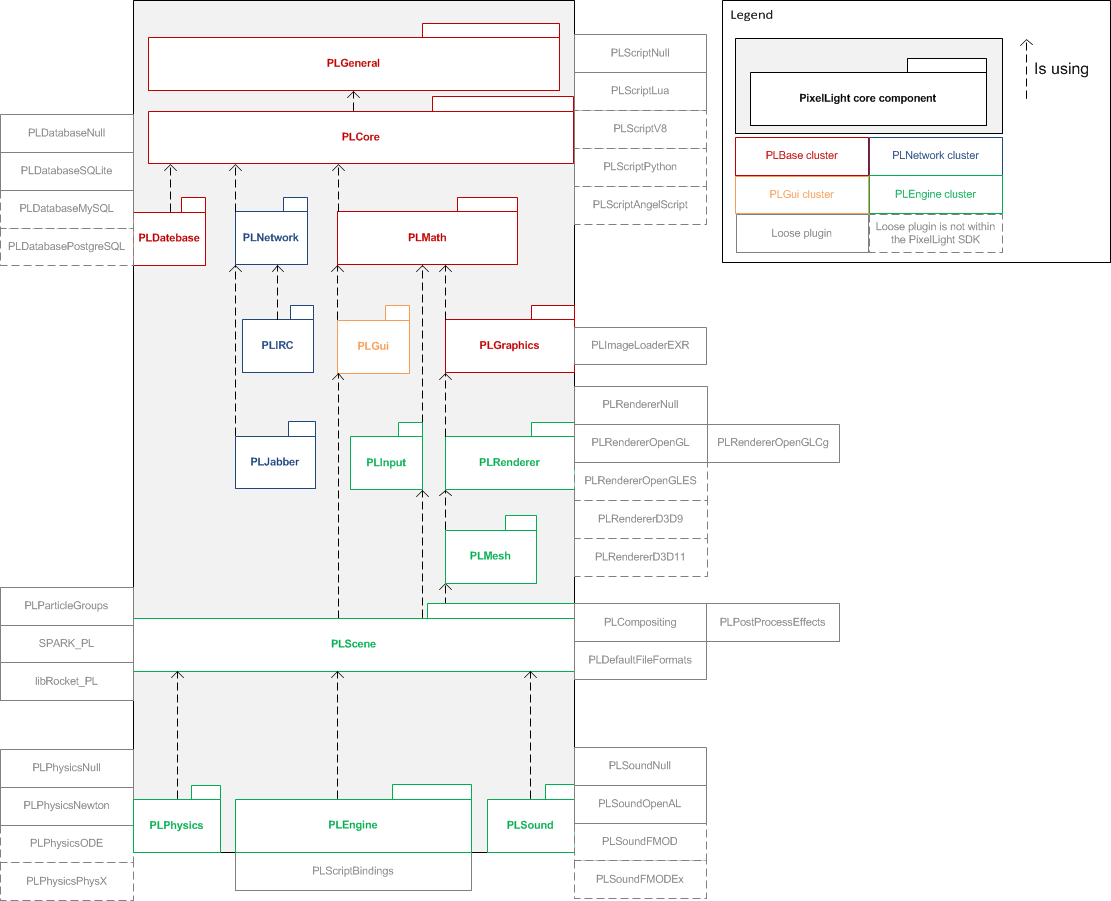 Legend
PLGeneral
PLScriptNull
Is using
PLScriptLua
PixelLight core component
PLCore
PLScriptV8
PLDatabaseNull
PLScriptPython
PLBase cluster
PLNetwork cluster
PLDatabaseSQLite
PLScriptAngelScript
PLGui cluster
PLEngine cluster
PLDatabaseMySQL
Loose plugin
Loose plugin is not within
the PixelLight SDK
PLDatabasePostgreSQL
PLDatebase
PLNetwork
PLMath
PLIRC
PLGui
PLGraphics
PLImageLoaderEXR
PLRendererNull
PLRendererOpenGL
PLRendererOpenGLCg
PLJabber
PLInput
PLRenderer
PLRendererOpenGLES
PLRendererD3D9
PLMesh
PLRendererD3D11
PLParticleGroups
PLCompositing
PLPostProcessEffects
SPARK_PL
PLScene
PLDefaultFileFormats
libRocket_PL
PLPhysicsNull
PLSoundNull
PLPhysicsNewton
PLSoundOpenAL
PLPhysics
PLEngine
PLSound
PLPhysicsODE
PLSoundFMOD
PLScriptBindings
PLPhysicsPhysX
PLSoundFMODEx